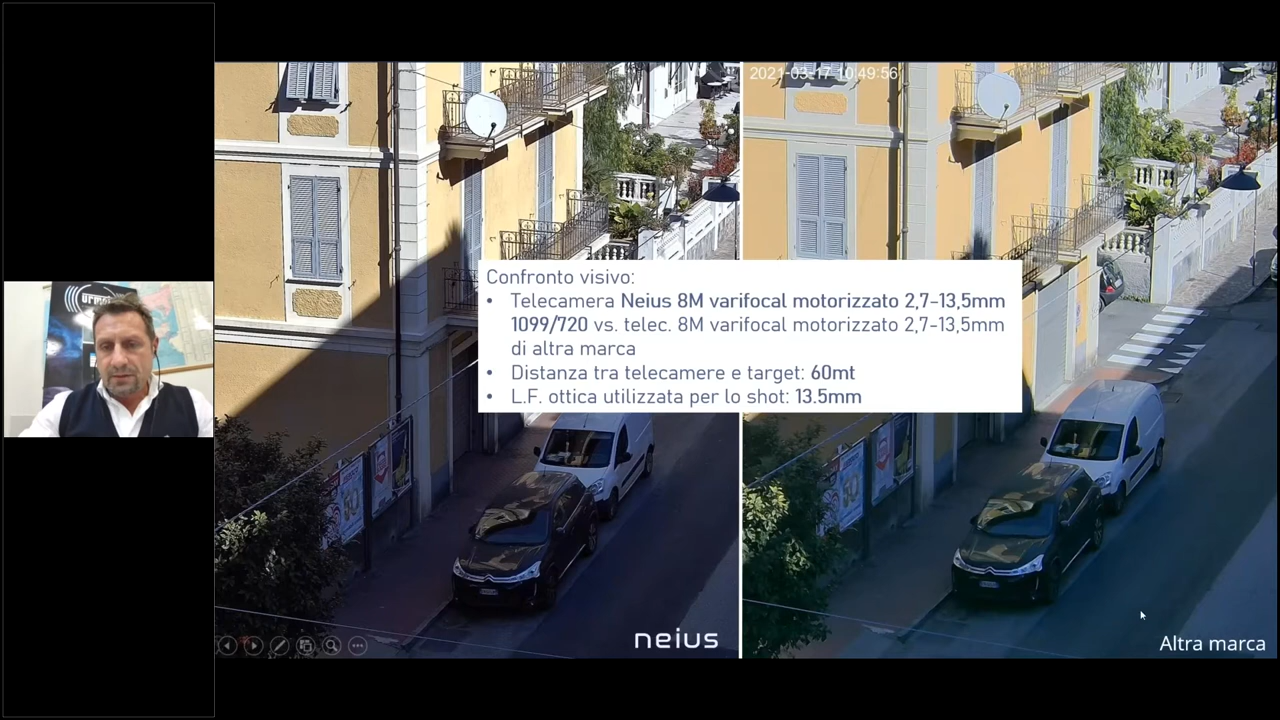 2021-03-17 10:49:56
Confronto visivo:
• Telecamera Neius 8M varifocal motorizzato 2,7-13,5mm
1099/720 vs. telec. 8M varifocal motorizzato 2,7-13,5mm
di altra marca
• Distanza tra telecamere e target: 60mt
• L.F. ottica utilizzata per lo shot: 13.5mm
neius
Altra marca